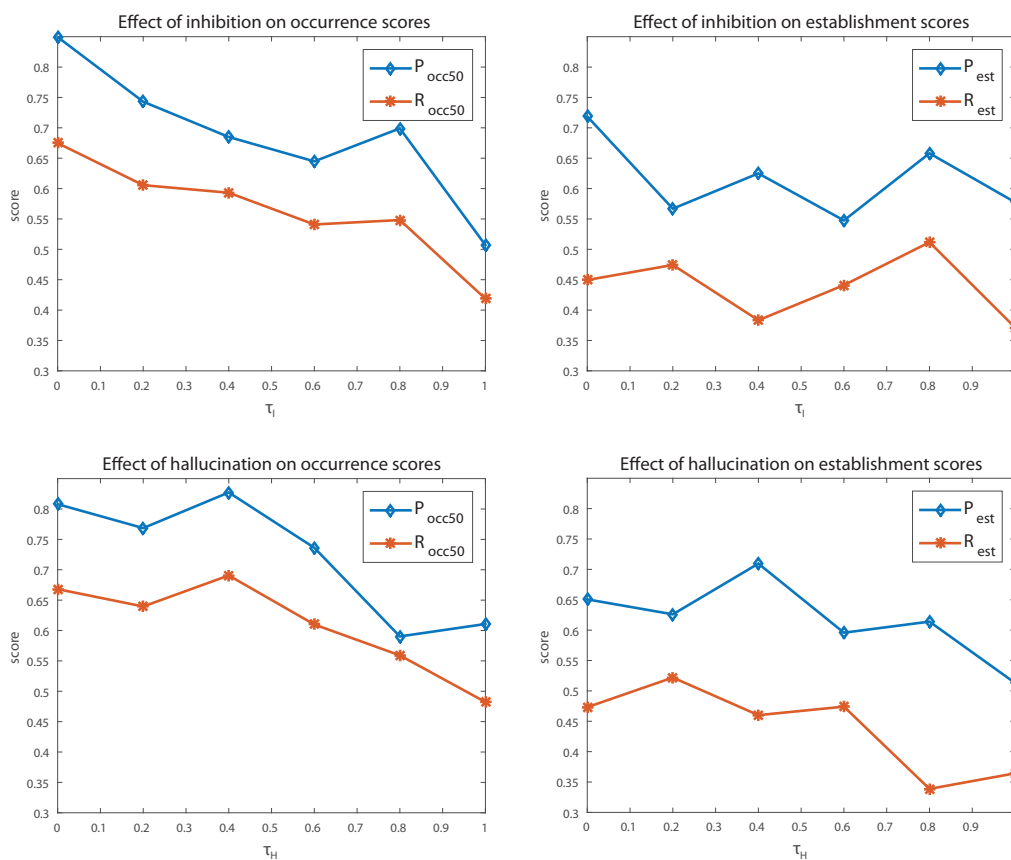 Effect of inhibition on occurrence scores
0.8
0.75
0.7
0.65
0.6
0.55
0.5
0.45
0.4
0.35
0.3
score
P occ50
R occ50
0 0.1 0.2 0.3 0.4 0.5 0.6 0.7 0.8 0.9 1
τI
Effect of inhibition on establishment scores
0.8
0.75
0.7
0.65
0.6
0.55
0.5
0.45
0.4
0.35
0.3
score
P est
R est
0 0.1 0.2 0.3 0.4 0.5 0.6 0.7 0.8 0.9
τI
Effect of hallucination on occurrence scores
0.8
0.75
0.7
0.65
0.6
0.55
0.5
0.45
0.4
0.35
0.3
score
P occ50
R occ50
0 0.1 0.2 0.3 0.4 0.5 0.6 0.7 0.8 0.9 1
τH
Effect of hallucination on establishment scores
0.8
0.75
0.7
0.65
0.6
0.55
0.5
0.45
0.4
0.35
0.3
score
P est
R est
0 0.1 0.2 0.3 0.4 0.5 0.6 0.7 0.8 0.9
τH